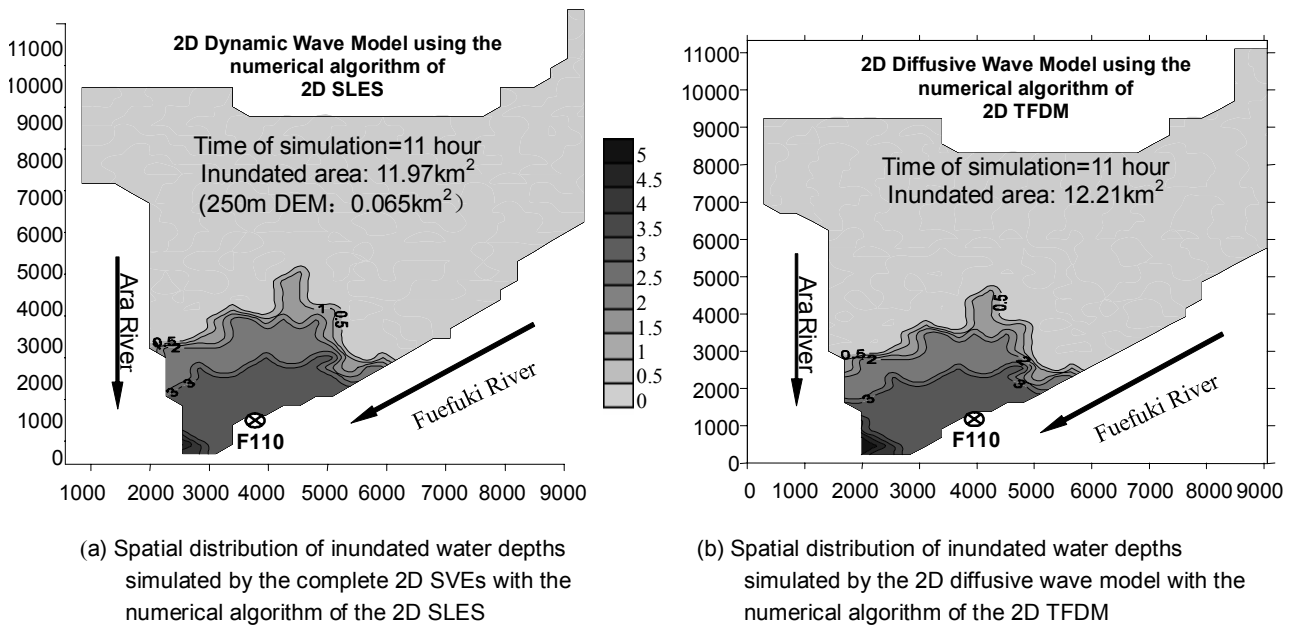 2D Dynamic Wave Model using the
numerical algorithm of
2D SLES
Time of simulation=11 hour
Inundated area: 11.97km²
(250m DEM：0.065km²）
11000
10000
9000
8000
7000
6000
5000
4000
3000
2000
1000
0
1000 2000 3000 4000 5000 6000 7000 8000 9000
Ara River
Fuefuki River
F110
0.5
2
3
3
1
0.5
5
4.5
4
3.5
3
2.5
2
1.5
1
0.5
0
2D Diffusive Wave Model using the
numerical algorithm of
2D TFDM
Time of simulation=11 hour
Inundated area: 12.21km²
11000
10000
9000
8000
7000
6000
5000
4000
3000
2000
1000
0
0 1000 2000 3000 4000 5000 6000 7000 8000 9000
Ara River
Fuefuki River
F110
0.5
2
3
0.5
(a) Spatial distribution of inundated water depths
simulated by the complete 2D SVEs with the
numerical algorithm of the 2D SLES
(b) Spatial distribution of inundated water depths
simulated by the 2D diffusive wave model with the
numerical algorithm of the 2D TFDM